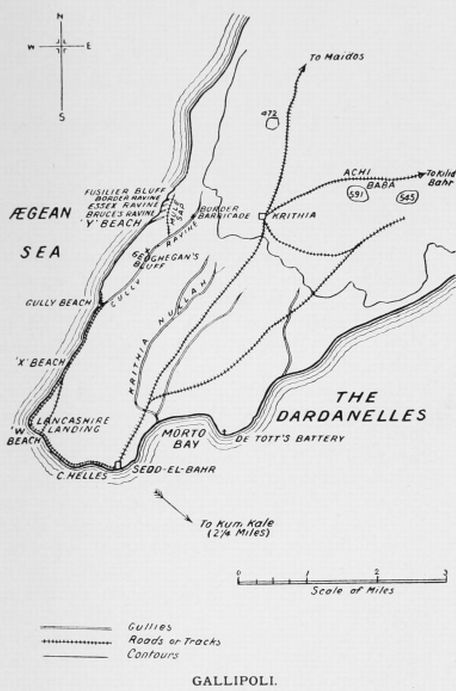 N
W E
S
To Maidos
472
ACHI
BABA
To Kilid
Bahr
591
545
FUSILIER BLUFF
BORDER RAVINE
ESSEX RAVINE
BRUCE'S RAVINE
'Y' BEACH
MULE
SAP
BORDER
BARRICADE
KRITHIA
ÆGEAN
SEA
GULLY RAVINE
GEOGHEGAN'S
BLUFF
GULLY BEACH
KRITHIA NULLAH
'X' BEACH
THE
DARDANELLES
LANCASHIRE
LANDING
'W'
BEACH
MORTO
BAY
DE TOTT'S BATTERY
C. HELLES
SEDD-EL-BAHR
To Kum Kale
(2¼ Miles)
0 1 2 3
Scale of Miles
Gullies
Roads or Tracks
Contours
GALLIPOLI.